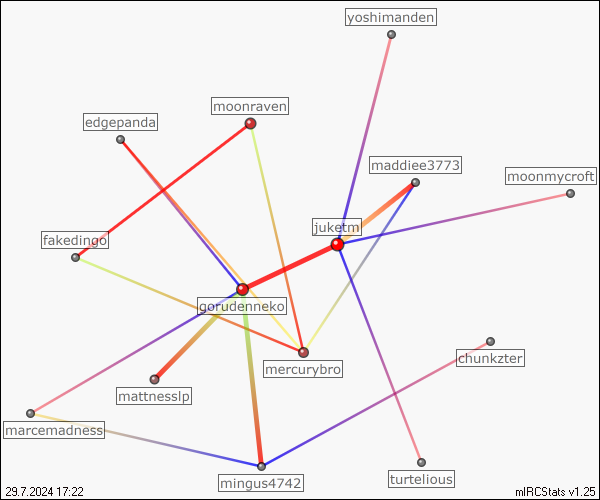 yoshimanden
moonraven
edgepanda
maddiee3773
moonmycroft
juketm
fakedingo
gorudenneko
chunkzter
mercurybro
mattnesslp
marcemadness
turtelious
mingus4742
29.7.2024 17:22
mIRCStats v1.25